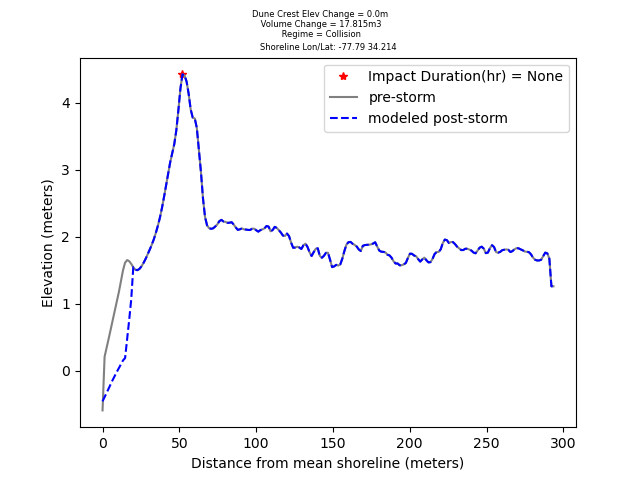 Dune Crest Elev Change = 0.0m
Volume Change = 17.815m3
Regime = Collision
Shoreline Lon/Lat: -77.79 34.214
Impact Duration(hr) = None
pre-storm
modeled post-storm
4
3
2
1
0
Elevation (meters)
0 50 100 150 200 250 300
Distance from mean shoreline (meters)